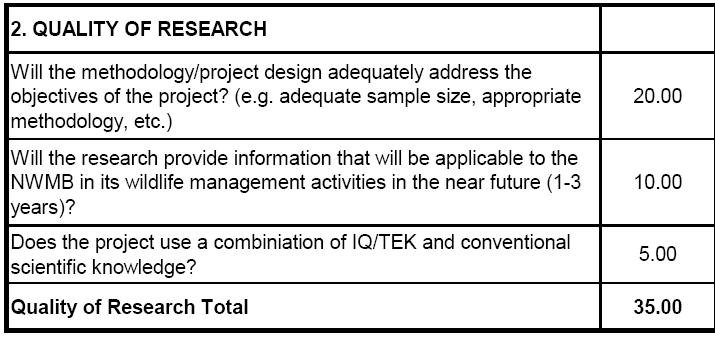 2. QUALITY OF RESEARCH
Will the methodology/project design adequately address the
objectives of the project? (e.g. adequate sample size, appropriate
methodology, etc.)
20.00
Will the research provide information that will be applicable to the
NWMB in its wildlife management activities in the near future (1-3
years)?
10.00
Does the project use a combiniation of IQ/TEK and conventional
scientific knowledge?
5.00
Quality of Research Total
35.00